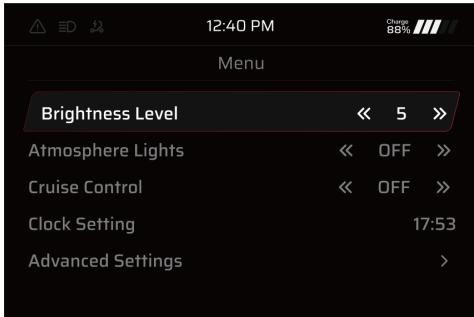 12:40 PM
Charge
88%
Menu
Brightness Level « 5 »
Atmosphere Lights « OFF »
Cruise Control « OFF »
Clock Setting 17:53
Advanced Settings >